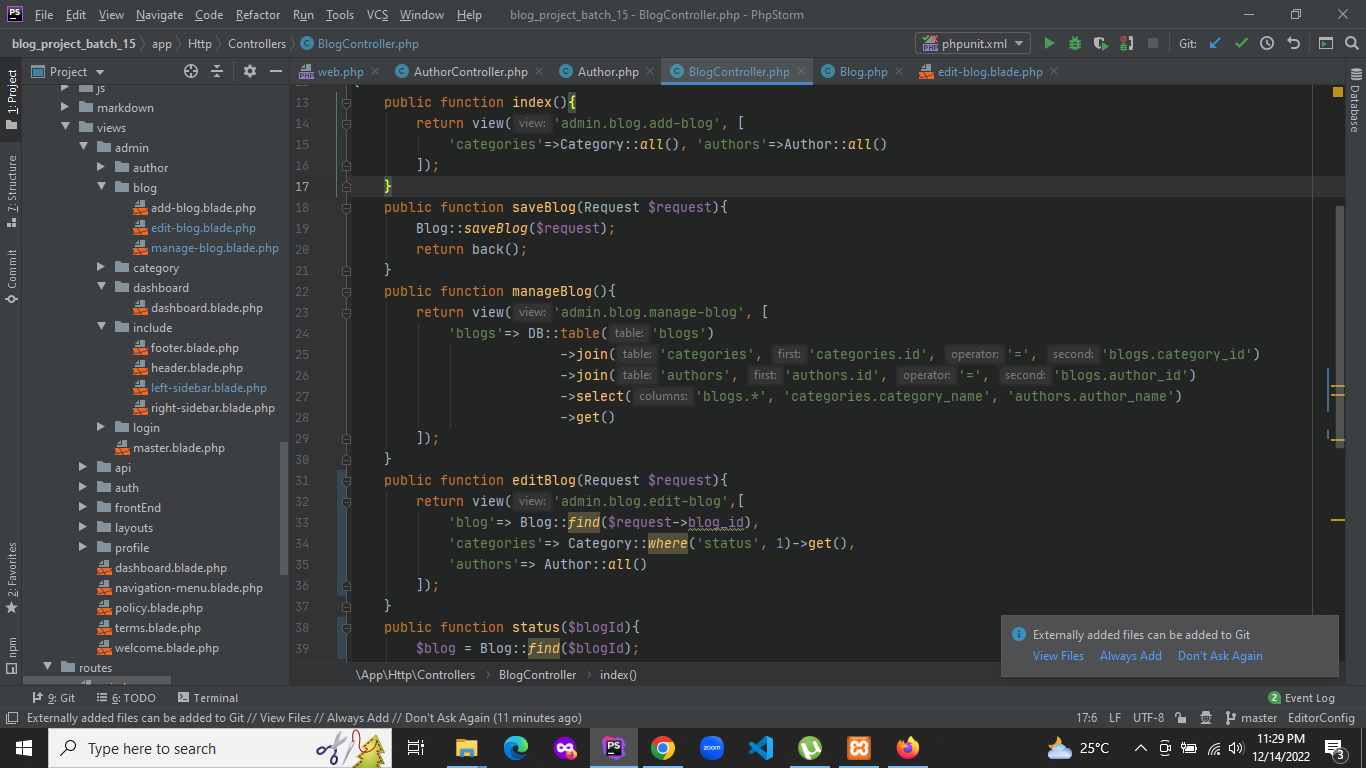 PS File Edit View Navigate Code Refactor Run Tools VCS Window Help blog_project_batch_15 - BlogController.php - PhpStorm
blog_project_batch_15 app Http Controllers BlogController.php phpunit.xml Git:
Project web.php AuthorController.php Author.php BlogController.php Blog.php edit-blog.blade.php
1: Project
7: Structure
Commit
2: Favorites
npm
Database
js
markdown
views
admin
author
blog
add-blog.blade.php
edit-blog.blade.php
manage-blog.blade.php
category
dashboard
dashboard.blade.php
include
footer.blade.php
header.blade.php
left-sidebar.blade.php
right-sidebar.blade.php
login
master.blade.php
api
auth
frontEnd
layouts
profile
dashboard.blade.php
navigation-menu.blade.php
policy.blade.php
terms.blade.php
welcome.blade.php
routes
13 public function index(){
14 return view( view: 'admin.blog.add-blog', [
15 'categories'=>Category::all(), 'authors'=>Author::all()
16 ]);
17 }
18 public function saveBlog(Request $request){
19 Blog::saveBlog($request);
20 return back();
21 }
22 public function manageBlog(){
23 return view( view: 'admin.blog.manage-blog', [
24 'blogs'=> DB::table( table: 'blogs')
25 ->join( table: 'categories', first: 'categories.id', operator: '=', second: 'blogs.category_id')
26 ->join( table: 'authors', first: 'authors.id', operator: '=', second: 'blogs.author_id')
27 ->select( columns: 'blogs.*', 'categories.category_name', 'authors.author_name')
28 ->get()
29 ]);
30 }
31 public function editBlog(Request $request){
32 return view( view: 'admin.blog.edit-blog',[
33 'blog'=> Blog::find($request->blog_id),
34 'categories'=> Category::where('status', 1)->get(),
35 'authors'=> Author::all()
36 ]);
37 }
38 public function status($blogId){
39 $blog = Blog::find($blogId);
Externally added files can be added to Git
View Files Always Add Don't Ask Again
\App\Http\Controllers BlogController index()
9: Git 6: TODO Terminal 2 Event Log
Externally added files can be added to Git // View Files // Always Add // Don't Ask Again (11 minutes ago) 17:6 LF UTF-8 master EditorConfig
Type here to search PS zoom 25°C 11:29 PM
12/14/2022 3